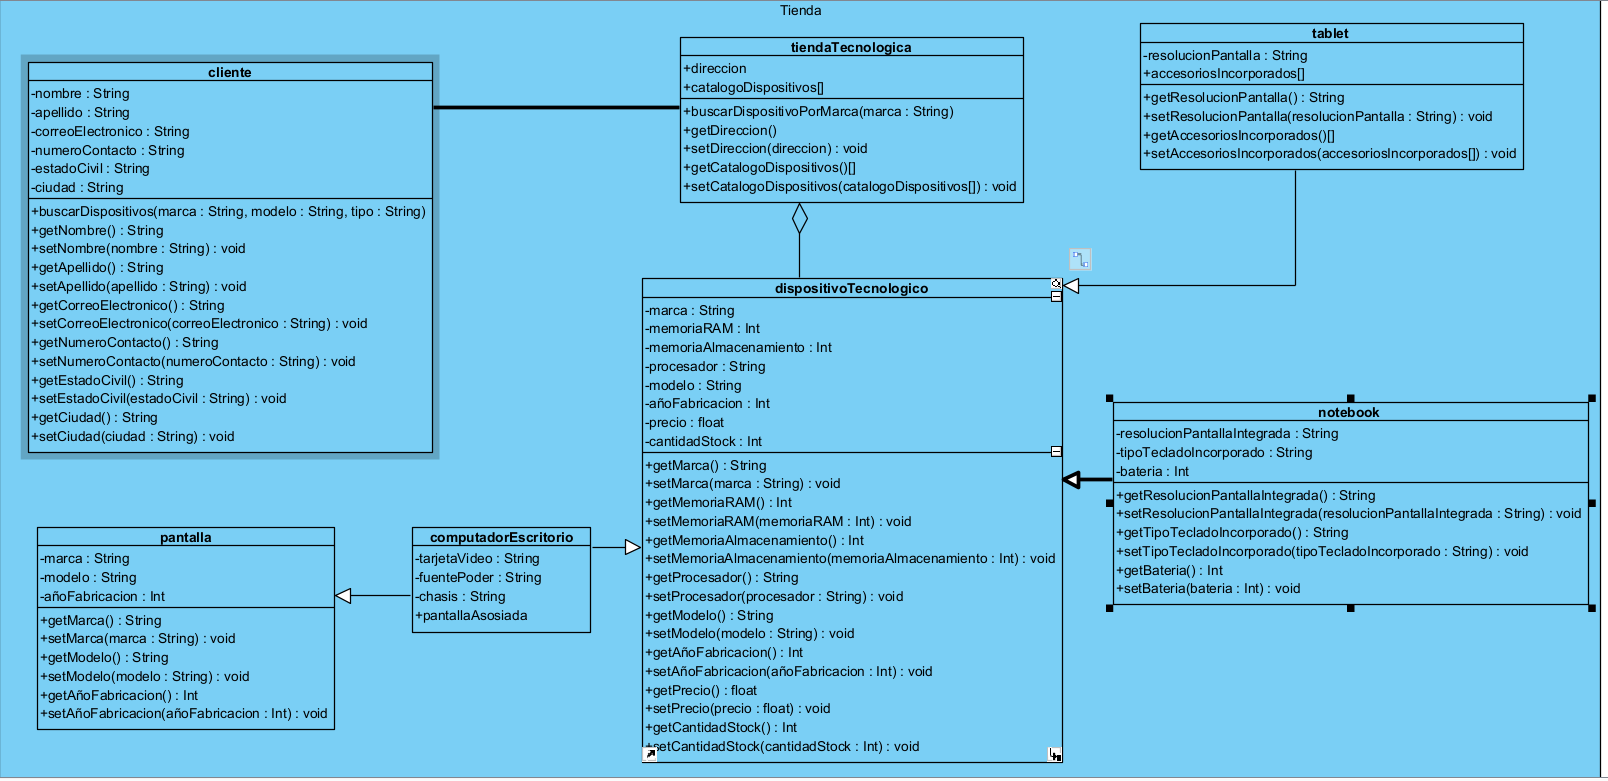 Tienda
cliente
-nombre : String
-apellido : String
-correoElectronico : String
-numeroContacto : String
-estadoCivil : String
-ciudad : String
+buscarDispositivos(marca : String, modelo : String, tipo : String)
+getNombre() : String
+setNombre(nombre : String) : void
+getApellido() : String
+setApellido(apellido : String) : void
+getCorreoElectronico() : String
+setCorreoElectronico(correoElectronico : String) : void
+getNumeroContacto() : String
+setNumeroContacto(numeroContacto : String) : void
+getEstadoCivil() : String
+setEstadoCivil(estadoCivil : String) : void
+getCiudad() : String
+setCiudad(ciudad : String) : void
tiendaTecnologica
+direccion
+catalogoDispositivos[]
+buscarDispositivoPorMarca(marca : String)
+getDireccion()
+setDireccion(direccion) : void
+getCatalogoDispositivos()[]
+setCatalogoDispositivos(catalogoDispositivos[]) : void
tablet
-resolucionPantalla : String
+accesoriosIncorporados[]
+getResolucionPantalla() : String
+setResolucionPantalla(resolucionPantalla : String) : void
+getAccesoriosIncorporados()[]
+setAccesoriosIncorporados(accesoriosIncorporados[]) : void
dispositivoTecnologico
-marca : String
-memoriaRAM : Int
-memoriaAlmacenamiento : Int
-procesador : String
-modelo : String
-añoFabricacion : Int
-precio : float
-cantidadStock : Int
+getMarca() : String
+setMarca(marca : String) : void
+getMemoriaRAM() : Int
+setMemoriaRAM(memoriaRAM : Int) : void
+getMemoriaAlmacenamiento() : Int
+setMemoriaAlmacenamiento(memoriaAlmacenamiento : Int) : void
+getProcesador() : String
+setProcesador(procesador : String) : void
+getModelo() : String
+setModelo(modelo : String) : void
+getAñoFabricacion() : Int
+setAñoFabricacion(añoFabricacion : Int) : void
+getPrecio() : float
+setPrecio(precio : float) : void
+getCantidadStock() : Int
+setCantidadStock(cantidadStock : Int) : void
notebook
-resolucionPantallaIntegrada : String
-tipoTecladoIncorporado : String
-bateria : Int
+getResolucionPantallaIntegrada() : String
+setResolucionPantallaIntegrada(resolucionPantallaIntegrada : String) : void
+getTipoTecladoIncorporado() : String
+setTipoTecladoIncorporado(tipoTecladoIncorporado : String) : void
+getBateria() : Int
+setBateria(bateria : Int) : void
pantalla
-marca : String
-modelo : String
-añoFabricacion : Int
+getMarca() : String
+setMarca(marca : String) : void
+getModelo() : String
+setModelo(modelo : String) : void
+getAñoFabricacion() : Int
+setAñoFabricacion(añoFabricacion : Int) : void
computadorEscritorio
-tarjetaVideo : String
-fuentePoder : String
-chasis : String
+pantallaAsosiada